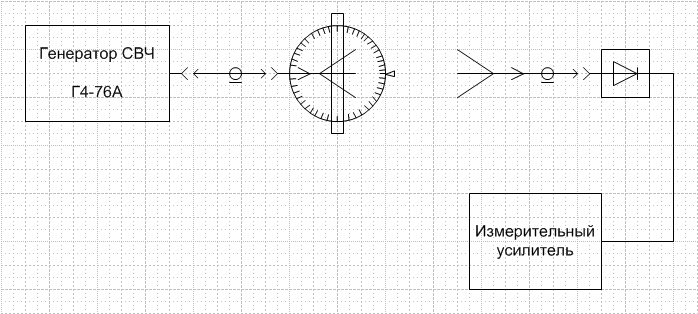 Генератор СВЧ
Г4-76А
Измерительный
усилитель